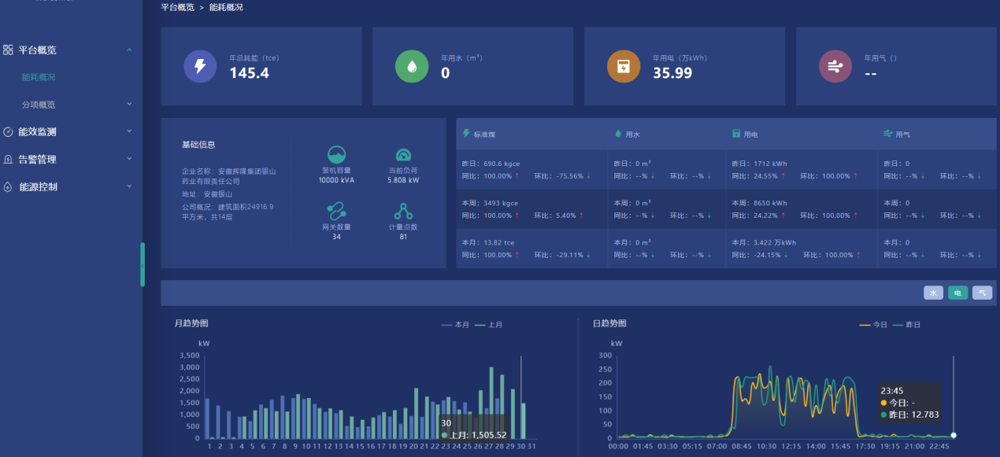 平台概览 > 能耗概况
平台概览
能耗概况
分项概览
能效监测
告警管理
能源控制
年总耗能（tce）
145.4
年用水（m³）
0
年用电（万kWh）
35.99
年用气（）
--
基础信息
企业名称：安徽辉隆集团银山
药业有限责任公司
地址：安徽银山
公司概况：建筑面积24916.9
平方米，共14层
装机容量
10000 kVA
当前负荷
5.808 kW
网关数量
34
计量点数
81
标准煤 用水 用电 用气
昨日：690.6 kgce 昨日：0 m³ 昨日：1712 kWh 昨日：0
同比：100.00% ↑ 环比：-75.56% ↓ 同比：--% ↓ 环比：--% ↓ 同比：24.55% ↑ 环比：100.00% ↑ 同比：--% ↓ 环比：--% ↓
本周：3493 kgce 本周：0 m³ 本周：8650 kWh 本周：0
同比：100.00% ↑ 环比：5.40% ↑ 同比：--% ↓ 环比：--% ↓ 同比：24.22% ↑ 环比：100.00% ↑ 同比：--% ↓ 环比：--% ↓
本月：13.82 tce 本月：0 m³ 本月：3.422 万kWh 本月：0
同比：100.00% ↑ 环比：-29.11% ↓ 同比：--% ↓ 环比：--% ↓ 同比：-24.15% ↓ 环比：100.00% ↑ 同比：--% ↓ 环比：--% ↓
水 电 气
月趋势图
本月 上月
kW
3,500
3,000
2,500
2,000
1,500
1,000
500
0
1 2 3 4 5 6 7 8 9 10 11 12 13 14 15 16 17 18 19 20 21 22 23 24 25 26 27 28 29 30 31
30
上月: 1,505.52
日趋势图
今日 昨日
kW
300
250
200
150
100
50
0
00:00 01:45 03:30 05:15 07:00 08:45 10:30 12:15 14:00 15:45 17:30 19:15 21:00 22:45
23:45
今日: -
昨日: 12.783